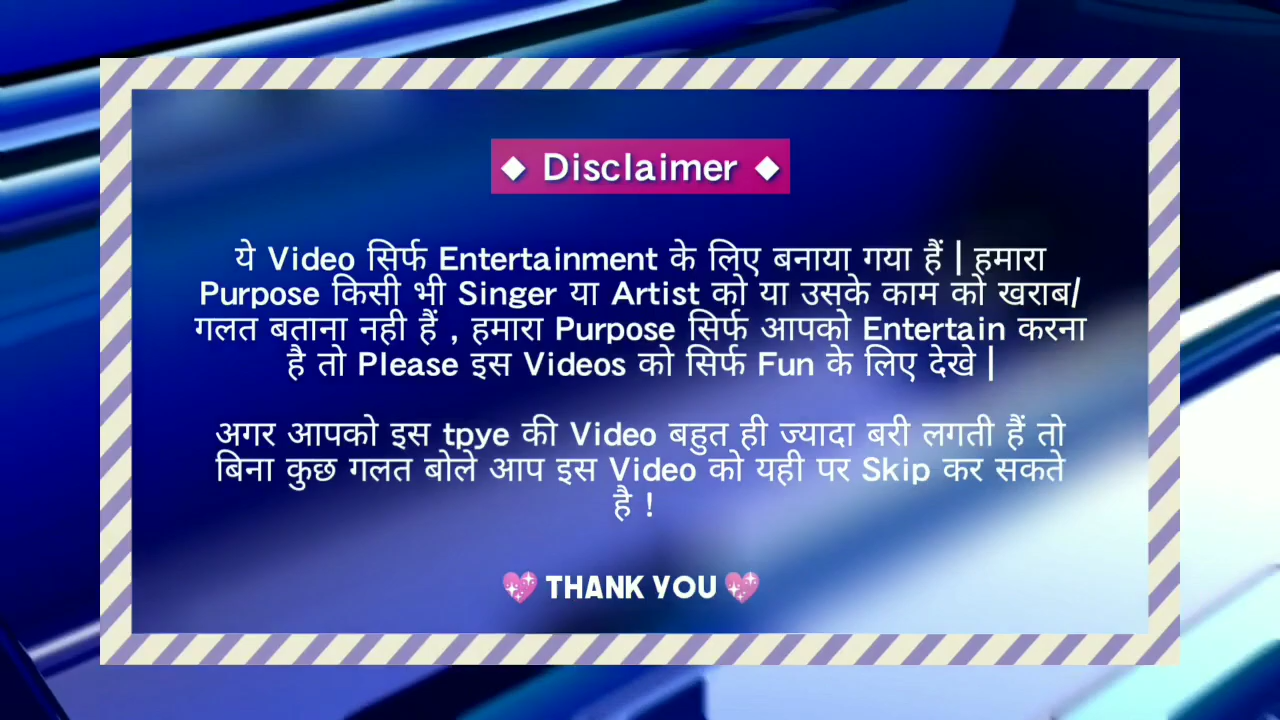 ◆ Disclaimer ◆
ये Video सिर्फ Entertainment के लिए बनाया गया हैं | हमारा
Purpose किसी भी Singer या Artist को या उसके काम को खराब/
गलत बताना नही हैं , हमारा Purpose सिर्फ आपको Entertain करना
है तो Please इस Videos को सिर्फ Fun के लिए देखे |
अगर आपको इस tpye की Video बहुत ही ज्यादा बरी लगती हैं तो
बिना कुछ गलत बोले आप इस Video को यही पर Skip कर सकते
है !
💖 THANK YOU 💖